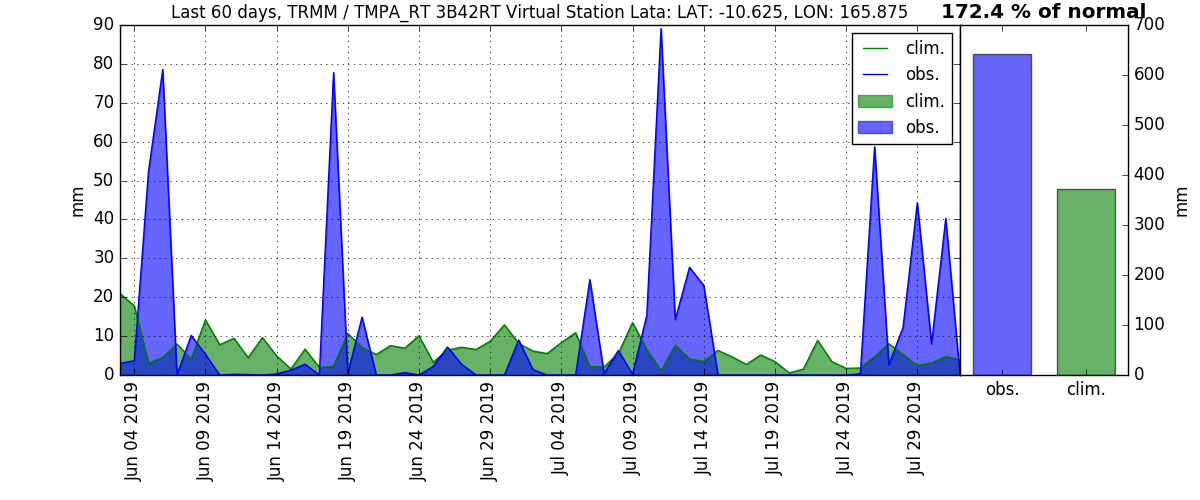 Last 60 days, TRMM / TMPA_RT 3B42RT Virtual Station Lata: LAT: -10.625, LON: 165.875
172.4 % of normal
90
80
70
60
50
40
30
20
10
0
mm
clim.
obs.
clim.
obs.
Jun 04 2019
Jun 09 2019
Jun 14 2019
Jun 19 2019
Jun 24 2019
Jun 29 2019
Jul 04 2019
Jul 09 2019
Jul 14 2019
Jul 19 2019
Jul 24 2019
Jul 29 2019
700
600
500
400
300
200
100
0
mm
obs.
clim.